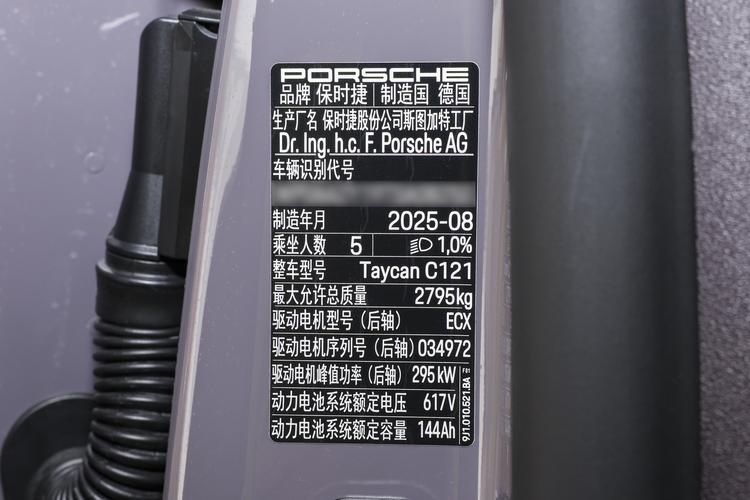 PORSCHE
品牌 保时捷 制造国 德国
生产厂名 保时捷股份公司斯图加特工厂
Dr. Ing. h.c. F. Porsche AG
车辆识别代号
制造年月 2025-08
乘坐人数 5 1,0%
整车型号 Taycan C121
最大允许总质量 2795kg
驱动电机型号（后轴） ECX
驱动电机序列号（后轴）034972
驱动电机峰值功率（后轴） 295kW
动力电池系统额定电压 617V
动力电池系统额定容量 144Ah
9J1.010.521.BA F81